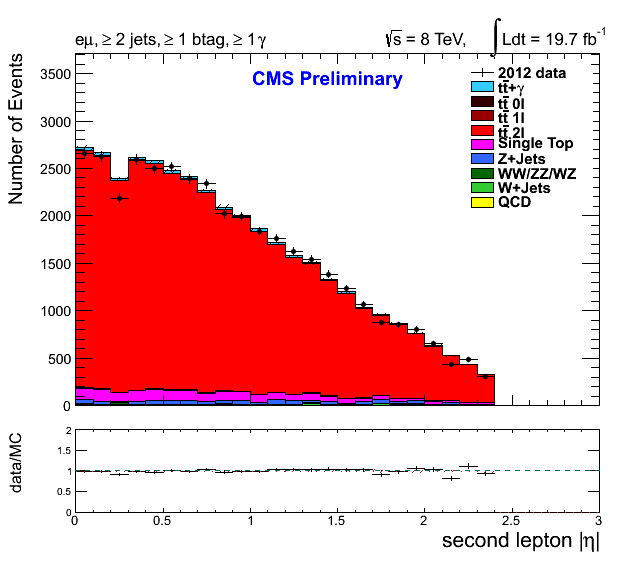 eμ, ≥ 2 jets, ≥ 1 btag, ≥ 1 γ
√s = 8 TeV, ∫ Ldt = 19.7 fb⁻¹
CMS Preliminary
2012 data
tt̄+γ
tt̄ 0l
tt̄ 1l
tt̄ 2l
Single Top
Z+Jets
WW/ZZ/WZ
W+Jets
QCD
Number of Events
3500
3000
2500
2000
1500
1000
500
0
data/MC
2
1.5
1
0.5
0
0 0.5 1 1.5 2 2.5 3
second lepton |η|